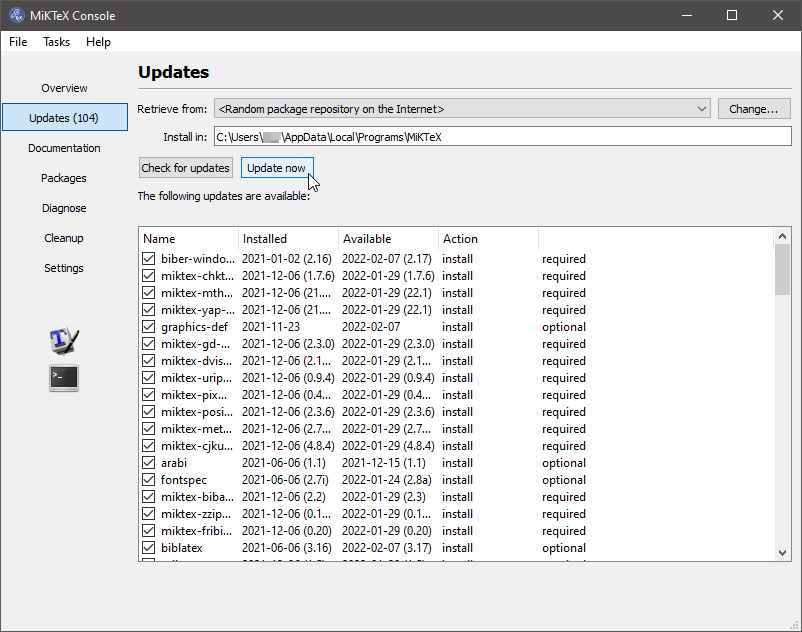 MiKTeX Console
File Tasks Help
Overview
Updates (104)
Documentation
Packages
Diagnose
Cleanup
Settings
Updates
Retrieve from: <Random package repository on the Internet> Change...
Install in: C:\Users\ \AppData\Local\Programs\MiKTeX
Check for updates Update now
The following updates are available:
Name Installed Available Action
biber-windo... 2021-01-02 (2.16) 2022-02-07 (2.17) install required
miktex-chkt... 2021-12-06 (1.7.6) 2022-01-29 (1.7.6) install required
miktex-mth... 2021-12-06 (21.... 2022-01-29 (22.1) install required
miktex-yap-... 2021-12-06 (21.... 2022-01-29 (22.1) install required
graphics-def 2021-11-23 2022-02-07 install optional
miktex-gd-... 2021-12-06 (2.3.0) 2022-01-29 (2.3.0) install required
miktex-dvis... 2021-12-06 (2.1... 2022-01-29 (2.1... install required
miktex-urip... 2021-12-06 (0.9.4) 2022-01-29 (0.9.4) install required
miktex-pix... 2021-12-06 (0.4... 2022-01-29 (0.4... install required
miktex-posi... 2021-12-06 (2.3.6) 2022-01-29 (2.3.6) install required
miktex-met... 2021-12-06 (2.7... 2022-01-29 (2.7... install required
miktex-cjku... 2021-12-06 (4.8.4) 2022-01-29 (4.8.4) install required
arabi 2021-06-06 (1.1) 2021-12-15 (1.1) install optional
fontspec 2021-06-06 (2.7i) 2022-01-24 (2.8a) install optional
miktex-biba... 2021-12-06 (2.2) 2022-01-29 (2.3) install required
miktex-zzip... 2021-12-06 (0.1... 2022-01-29 (0.1... install required
miktex-fribi... 2021-12-06 (0.20) 2022-01-29 (0.20) install required
biblatex 2021-06-06 (3.16) 2022-02-07 (3.17) install optional